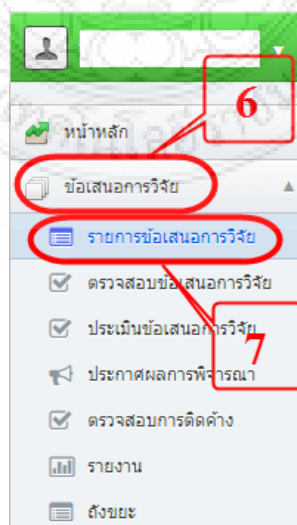 6
หน้าหลัก
ข้อเสนอการวิจัย
รายการข้อเสนอการวิจัย
ตรวจสอบข้อเสนอการวิจัย
ประเมินข้อเสนอการวิจัย
7
ประกาศผลการพิจารณา
ตรวจสอบการติดค้าง
รายงาน
ถังขยะ